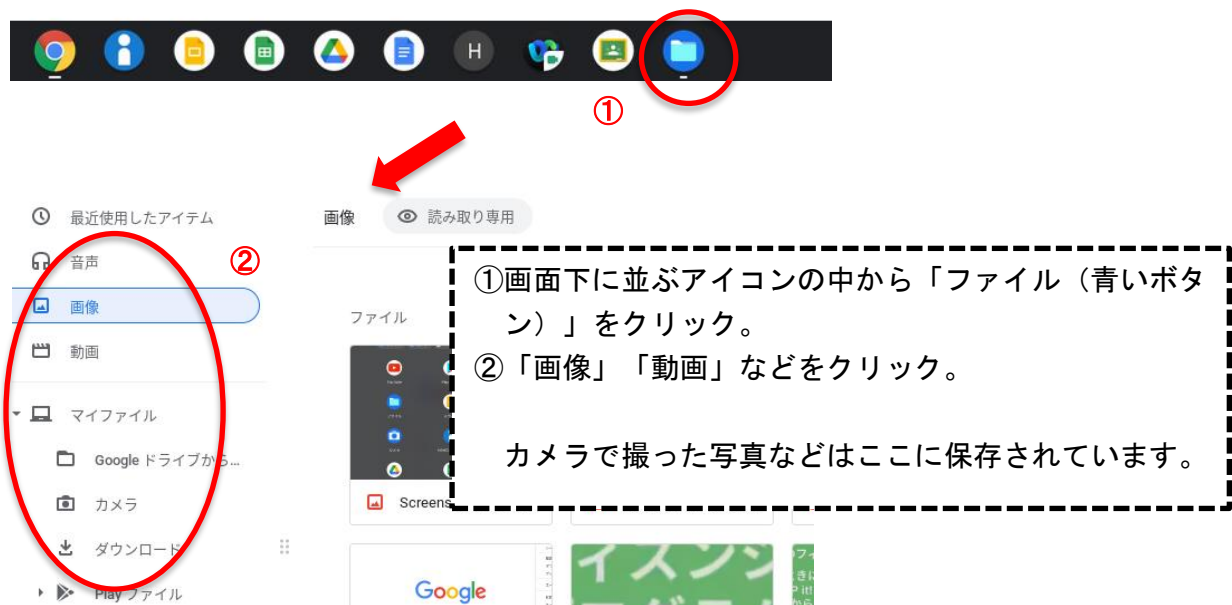 H
①
最近使用したアイテム
音声
②
画像
動画
マイファイル
Google ドライブから...
カメラ
ダウンロード
Play ファイル
画像
読み取り専用
ファイル
Screens
Google
①画面下に並ぶアイコンの中から「ファイル（青いボタ
ン）」をクリック。
②「画像」「動画」などをクリック。
カメラで撮った写真などはここに保存されています。